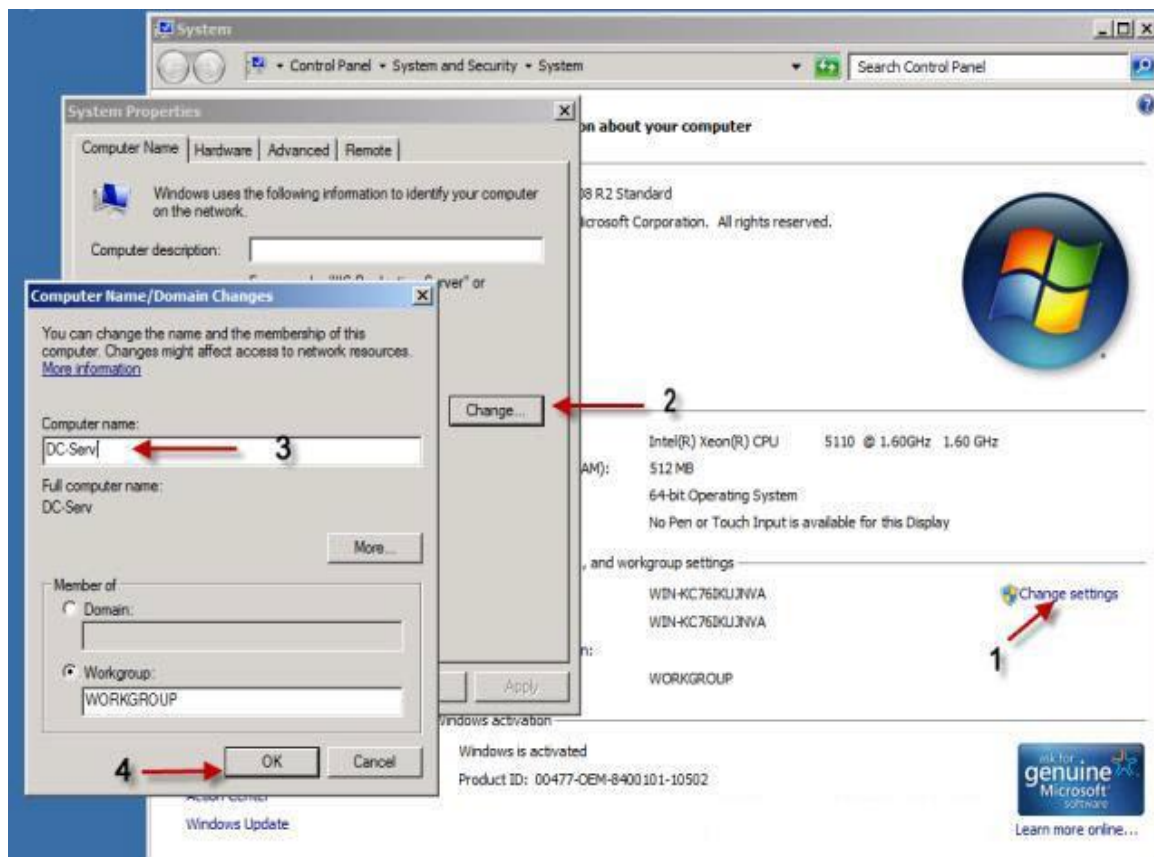 System
Control Panel System and Security System
Search Control Panel
System Properties
on about your computer
Computer Name Hardware Advanced Remote
Windows uses the following information to identify your computer
on the network.
08 R2 Standard
Microsoft Corporation. All rights reserved.
Computer description:
Server" or
Computer Name/Domain Changes
You can change the name and the membership of this
computer. Changes might affect access to network resources.
More information
Change...
2
Computer name:
DC-Serv
3
Full computer name:
DC-Serv
More...
Member of
Domain:
Workgroup:
WORKGROUP
OK
Cancel
4
Apply
Intel(R) Xeon(R) CPU 5110 @ 1.60GHz 1.60 GHz
AM):
512 MB
64-bit Operating System
No Pen or Touch Input is available for this Display
, and workgroup settings
WIN-KC76IKUJNVA
Change settings
WIN-KC76IKUJNVA
1
n:
WORKGROUP
Windows activation
Windows is activated
Product ID: 00477-OEM-8400101-10502
ask for
genuine
Microsoft
software
Action Center
Windows Update
Learn more online...